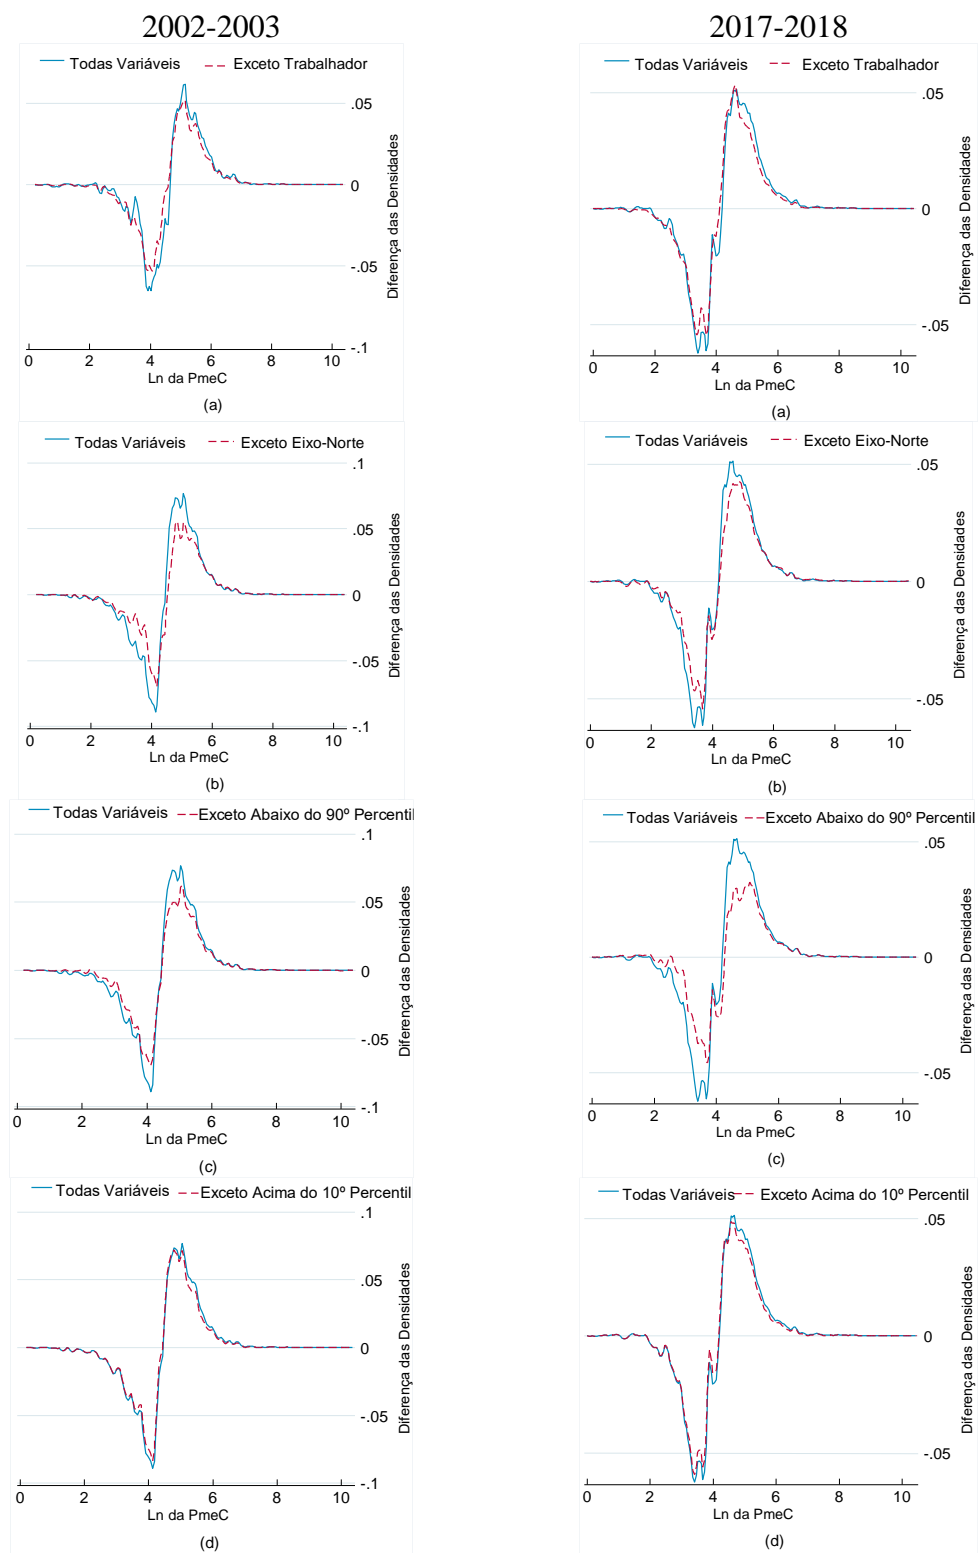 2002-2003
2017-2018
Todas Variáveis
Exceto Trabalhador
.05
0
-.05
-.1
Diferença das Densidades
0 2 4 6 8 10
Ln da PmeC
(a)
Todas Variáveis
Exceto Trabalhador
.05
0
-.05
Diferença das Densidades
0 2 4 6 8 10
Ln da PmeC
(a)
Todas Variáveis
Exceto Eixo-Norte
.1
.05
0
-.05
-.1
Diferença das Densidades
0 2 4 6 8 10
Ln da PmeC
(b)
Todas Variáveis
Exceto Eixo-Norte
.05
0
-.05
Diferença das Densidades
0 2 4 6 8 10
Ln da PmeC
(b)
Todas Variáveis
Exceto Abaixo do 90º Percentil
.1
.05
0
-.05
-.1
Diferença das Densidades
0 2 4 6 8 10
Ln da PmeC
(c)
Todas Variáveis
Exceto Abaixo do 90º Percentil
.05
0
-.05
Diferença das Densidades
0 2 4 6 8 10
Ln da PmeC
(c)
Todas Variáveis
Exceto Acima do 10º Percentil
.1
.05
0
-.05
-.1
Diferença das Densidades
0 2 4 6 8 10
Ln da PmeC
(d)
Todas Variáveis
Exceto Acima do 10º Percentil
.05
0
-.05
Diferença das Densidades
0 2 4 6 8 10
Ln da PmeC
(d)